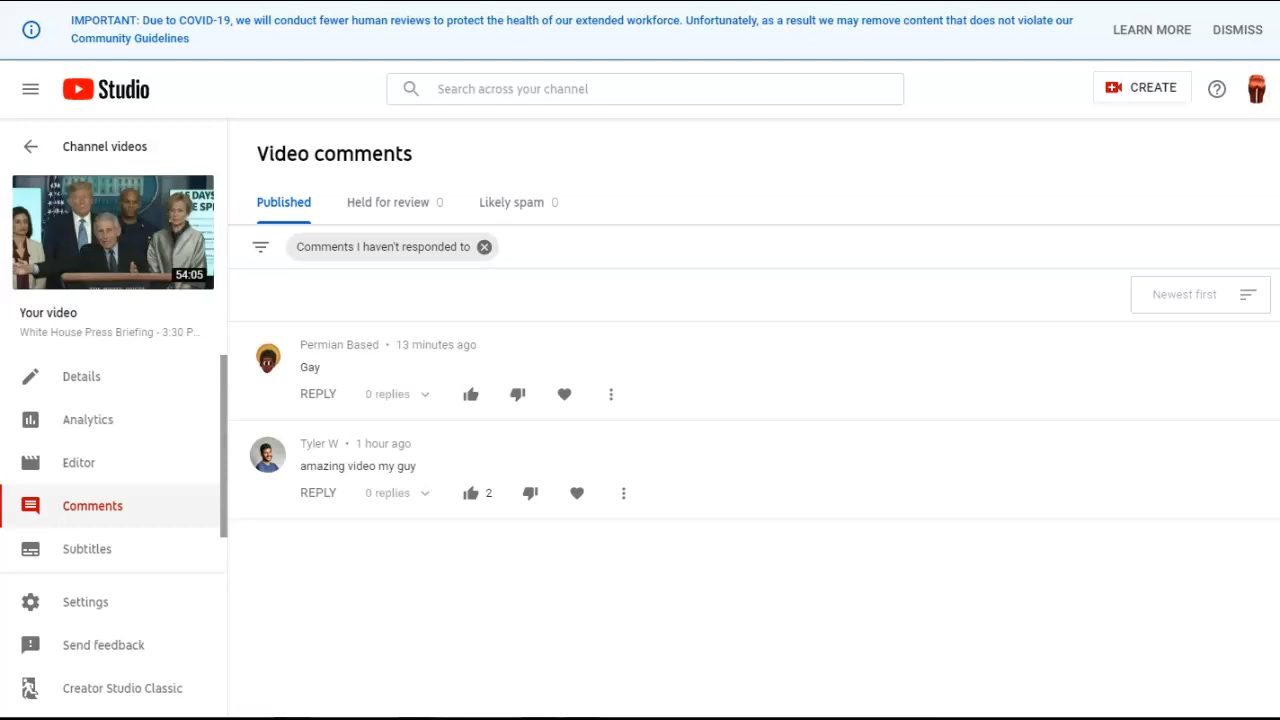 IMPORTANT: Due to COVID-19, we will conduct fewer human reviews to protect the health of our extended workforce. Unfortunately, as a result we may remove content that does not violate our
Community Guidelines
LEARN MORE
DISMISS
Studio
Search across your channel
CREATE
Channel videos
54:05
Your video
White House Press Briefing - 3:30 P...
Details
Analytics
Editor
Comments
Subtitles
Settings
Send feedback
Creator Studio Classic
Video comments
Published
Held for review 0
Likely spam 0
Comments I haven't responded to
Newest first
Permian Based • 13 minutes ago
Gay
REPLY 0 replies
Tyler W • 1 hour ago
amazing video my guy
REPLY 0 replies 2